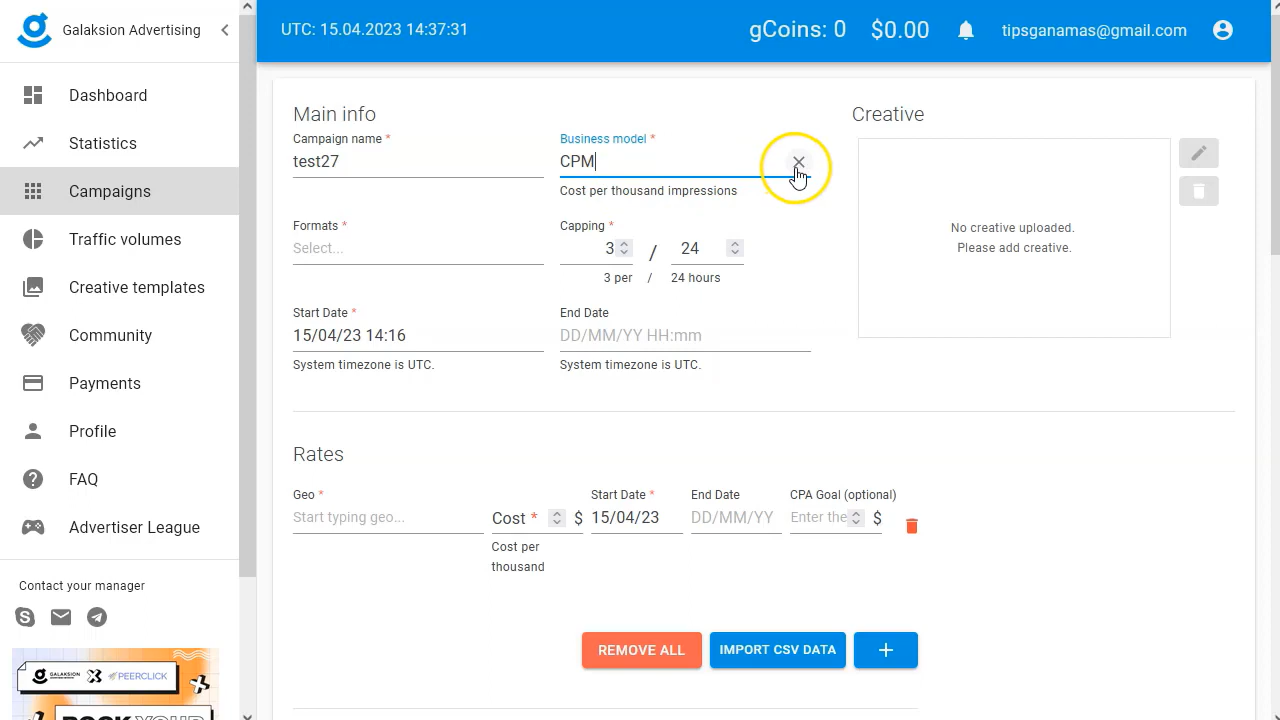 Galaksion Advertising
UTC: 15.04.2023 14:37:31
gCoins: 0
$0.00
tipsganamas@gmail.com
Dashboard
Statistics
Campaigns
Traffic volumes
Creative templates
Community
Payments
Profile
FAQ
Advertiser League
Contact your manager
GALAKSION
PEERCLICK
Main info
Creative
Campaign name *
Business model *
test27
CPM
Cost per thousand impressions
Formats *
Capping *
Select...
3 / 24
3 per / 24 hours
Start Date *
End Date
15/04/23 14:16
DD/MM/YY HH:mm
System timezone is UTC.
System timezone is UTC.
No creative uploaded.
Please add creative.
Rates
Geo *
Start Date *
End Date
CPA Goal (optional)
Start typing geo...
Cost *
$
15/04/23
DD/MM/YY
Enter the
$
Cost per
thousand
REMOVE ALL
IMPORT CSV DATA
+